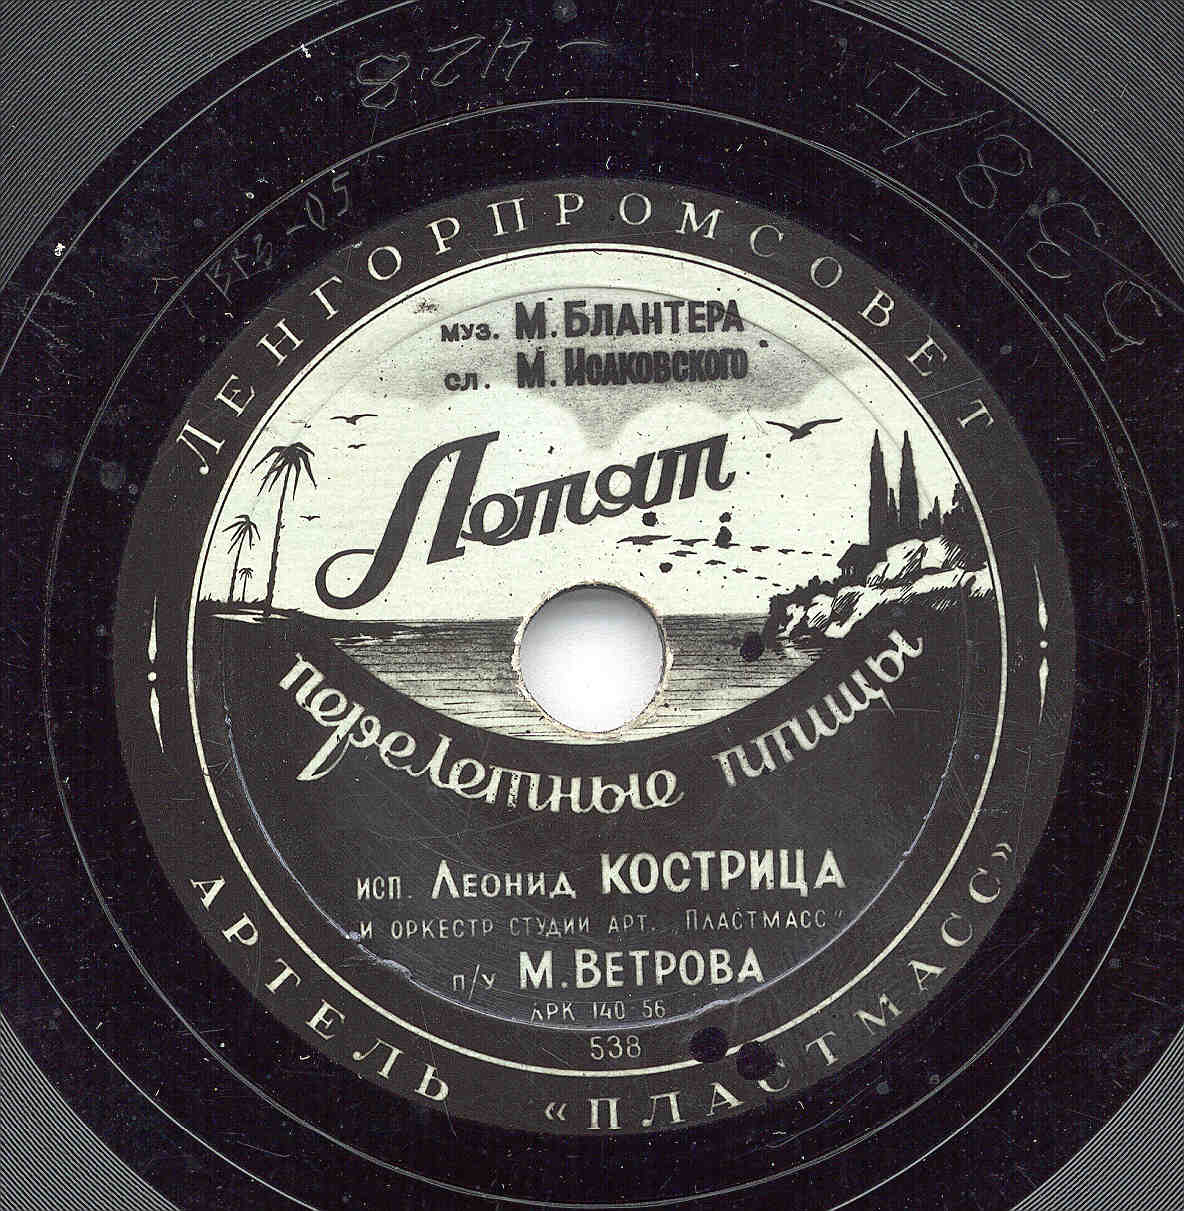 ЛЕНГОРПРОМСОВЕТ
муз. М. БЛАНТЕРА
сл. М. ИСАКОВСКОГО
Летят
перелетные птицы
исп. Леонид КОСТРИЦА
и оркестр студии арт. „Пластмасс"
п/у М. ВЕТРОВА
АРК 140-56
538
АРТЕЛЬ «ПЛАСТМАСС»